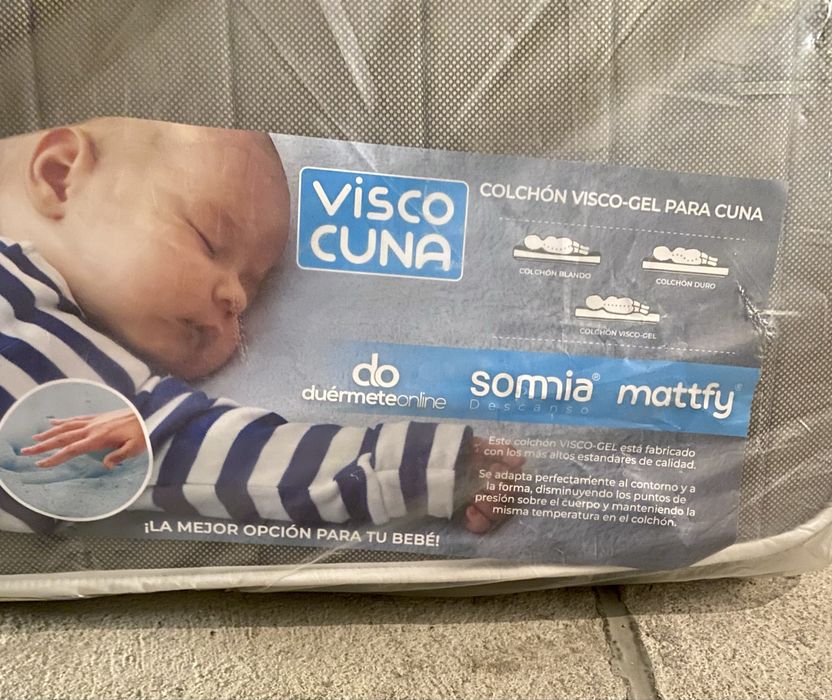 VISCO
CUNA
COLCHÓN VISCO-GEL PARA CUNA
COLCHÓN BLANDO
COLCHÓN DURO
COLCHÓN VISCO-GEL
do
duérmeteonline
somnia®
Descanso
mattfy®
Este colchón VISCO-GEL está fabricado
con los más altos estandares de calidad.
Se adapta perfectamente al contorno y a
la forma, disminuyendo los puntos de
presión sobre el cuerpo y manteniendo la
misma temperatura en el colchón.
¡LA MEJOR OPCIÓN PARA TU BEBÉ!